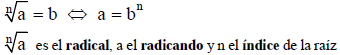 ⁿ√a = b ⇔ a = bⁿ
ⁿ√a es el radical, a el radicando y n el índice de la raíz